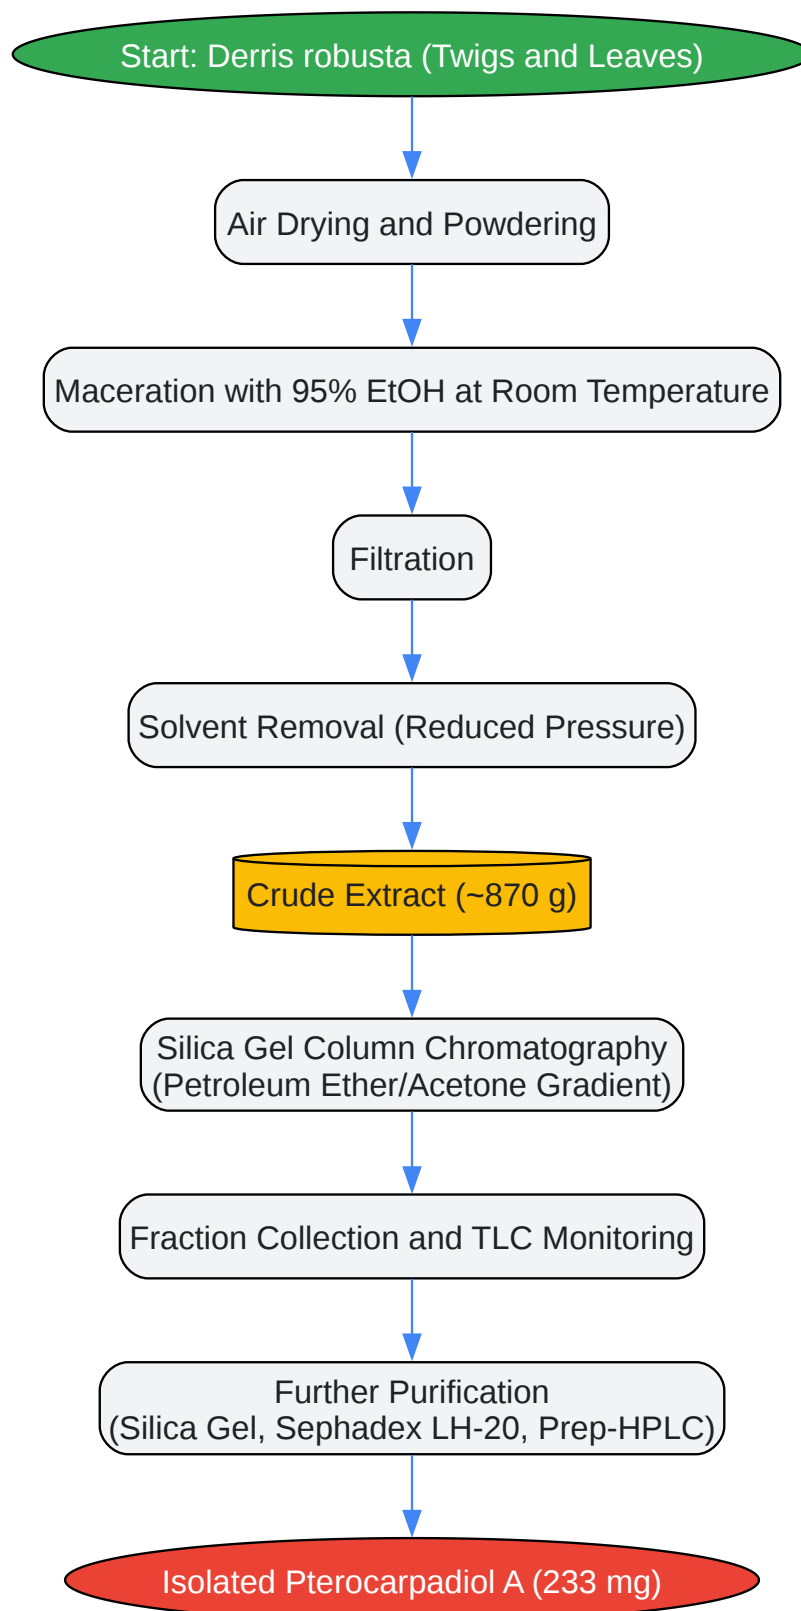 Start: Derris robusta (Twigs and Leaves)
Air Drying and Powdering
Maceration with 95% EtOH at Room Temperature
Filtration
Solvent Removal (Reduced Pressure)
Crude Extract (~870 g)
Silica Gel Column Chromatography
(Petroleum Ether/Acetone Gradient)
Fraction Collection and TLC Monitoring
Further Purification
(Silica Gel, Sephadex LH-20, Prep-HPLC)
Isolated Pterocarpadiol A (233 mg)